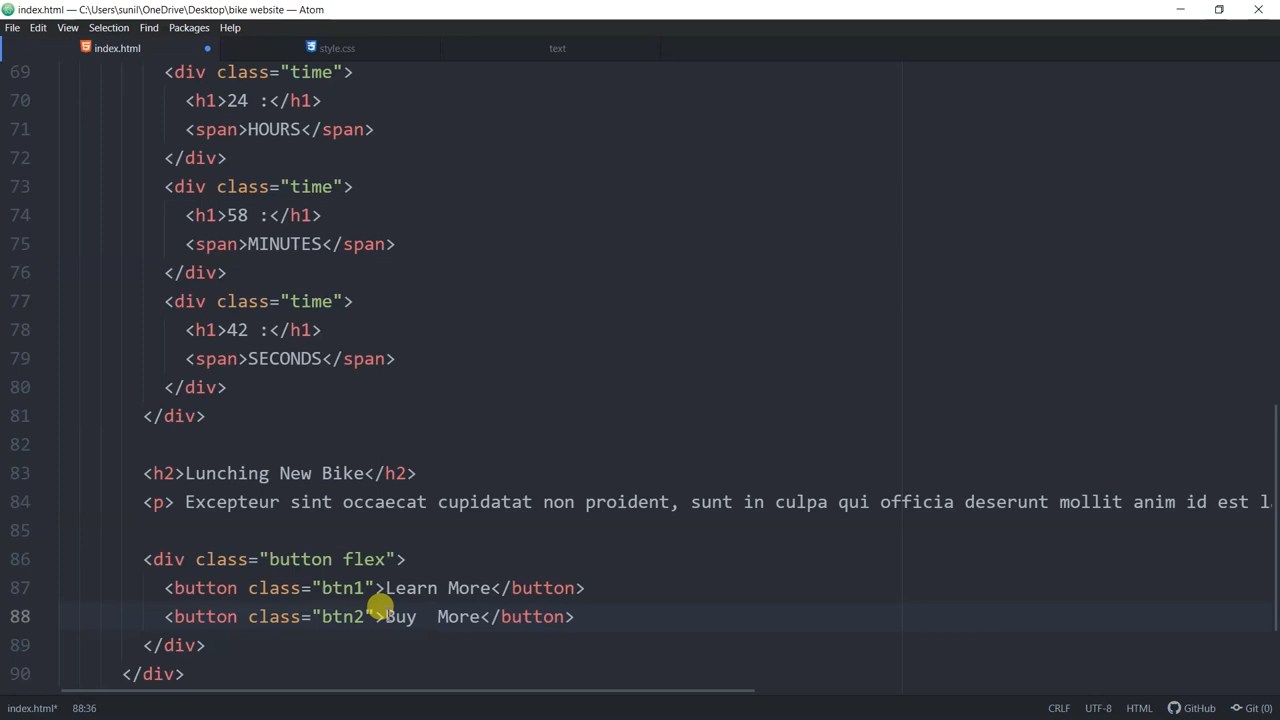 index.html — C:\Users\sunil\OneDrive\Desktop\bike website — Atom
File Edit View Selection Find Packages Help
index.html style.css text
69 <div class="time">
70 <h1>24 :</h1>
71 <span>HOURS</span>
72 </div>
73 <div class="time">
74 <h1>58 :</h1>
75 <span>MINUTES</span>
76 </div>
77 <div class="time">
78 <h1>42 :</h1>
79 <span>SECONDS</span>
80 </div>
81 </div>
82
83 <h2>Lunching New Bike</h2>
84 <p> Excepteur sint occaecat cupidatat non proident, sunt in culpa qui officia deserunt mollit anim id est
85
86 <div class="button flex">
87 <button class="btn1">Learn More</button>
88 <button class="btn2">Buy  More</button>
89 </div>
90 </div>
index.html* 88:36 CRLF UTF-8 HTML GitHub Git (0)